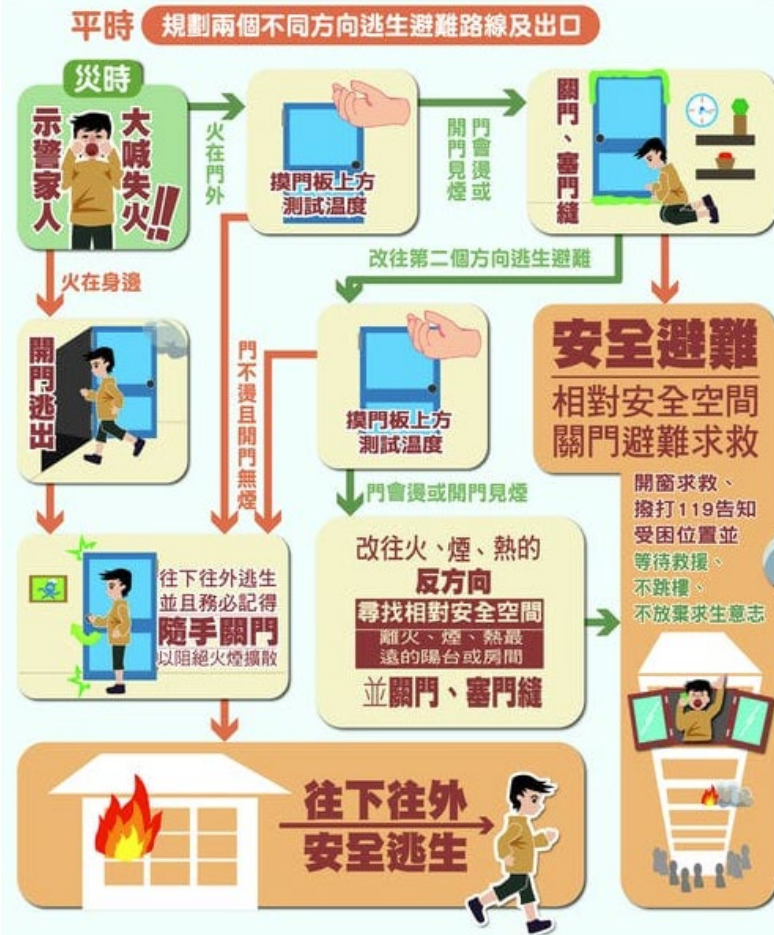 平時 規劃兩個不同方向逃生避難路線及出口
災時
大喊失火!!
示警家人
火在門外
摸門板上方
測試溫度
門會燙或
開門見煙
關門、塞門縫
火在身邊
改往第二個方向逃生避難
開門逃出
門不燙且開門無煙
摸門板上方
測試溫度
安全避難
相對安全空間
關門避難求救
門會燙或開門見煙
開窗求救、
撥打119告知
受困位置並
等待救援、
不跳樓、
不放棄求生意志
往下往外逃生
並且務必記得
隨手關門
以阻絕火煙擴散
改往火、煙、熱的
反方向
尋找相對安全空間
離火、煙、熱最
遠的陽台或房間
並關門、塞門縫
往下往外
安全逃生